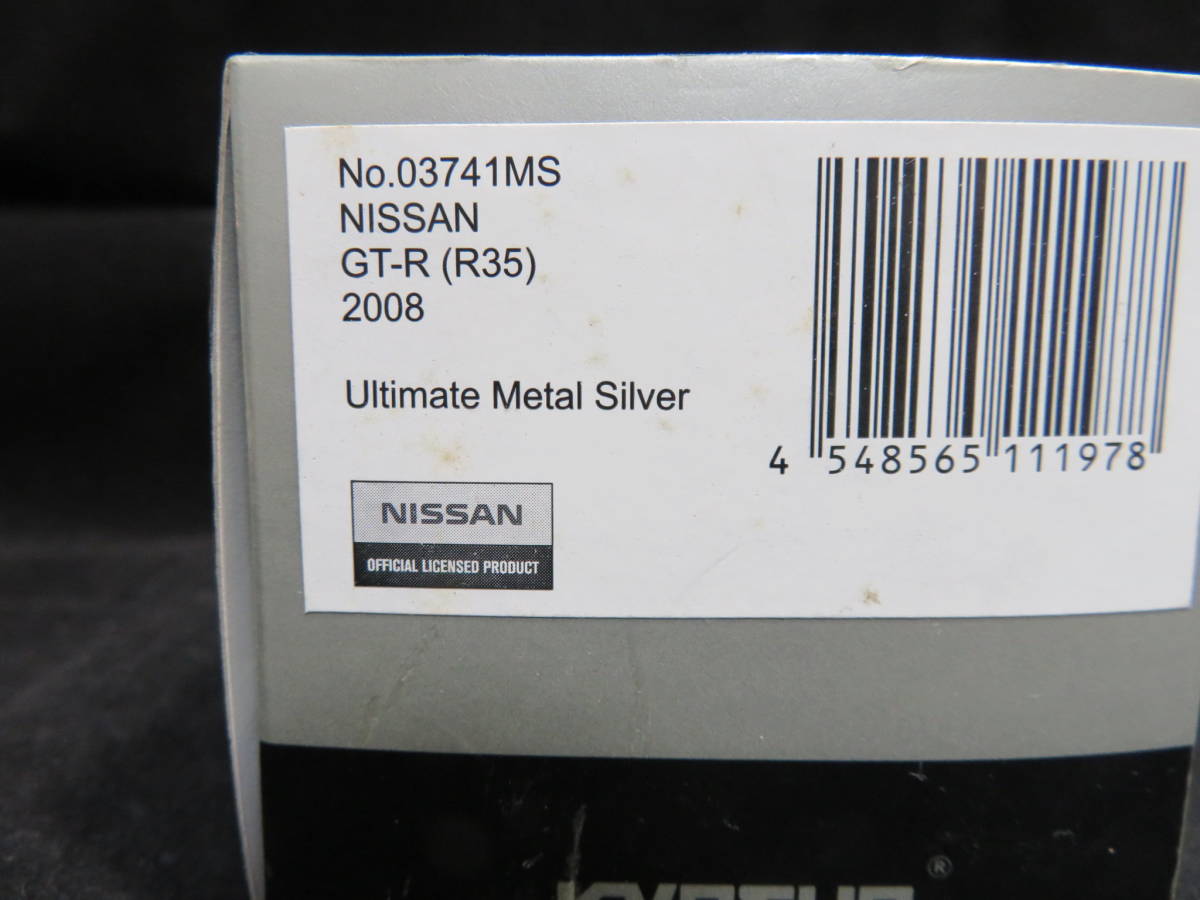 No.03741MS
NISSAN
GT-R (R35)
2008
Ultimate Metal Silver
4 548565 111978
NISSAN
OFFICIAL LICENSED PRODUCT
®